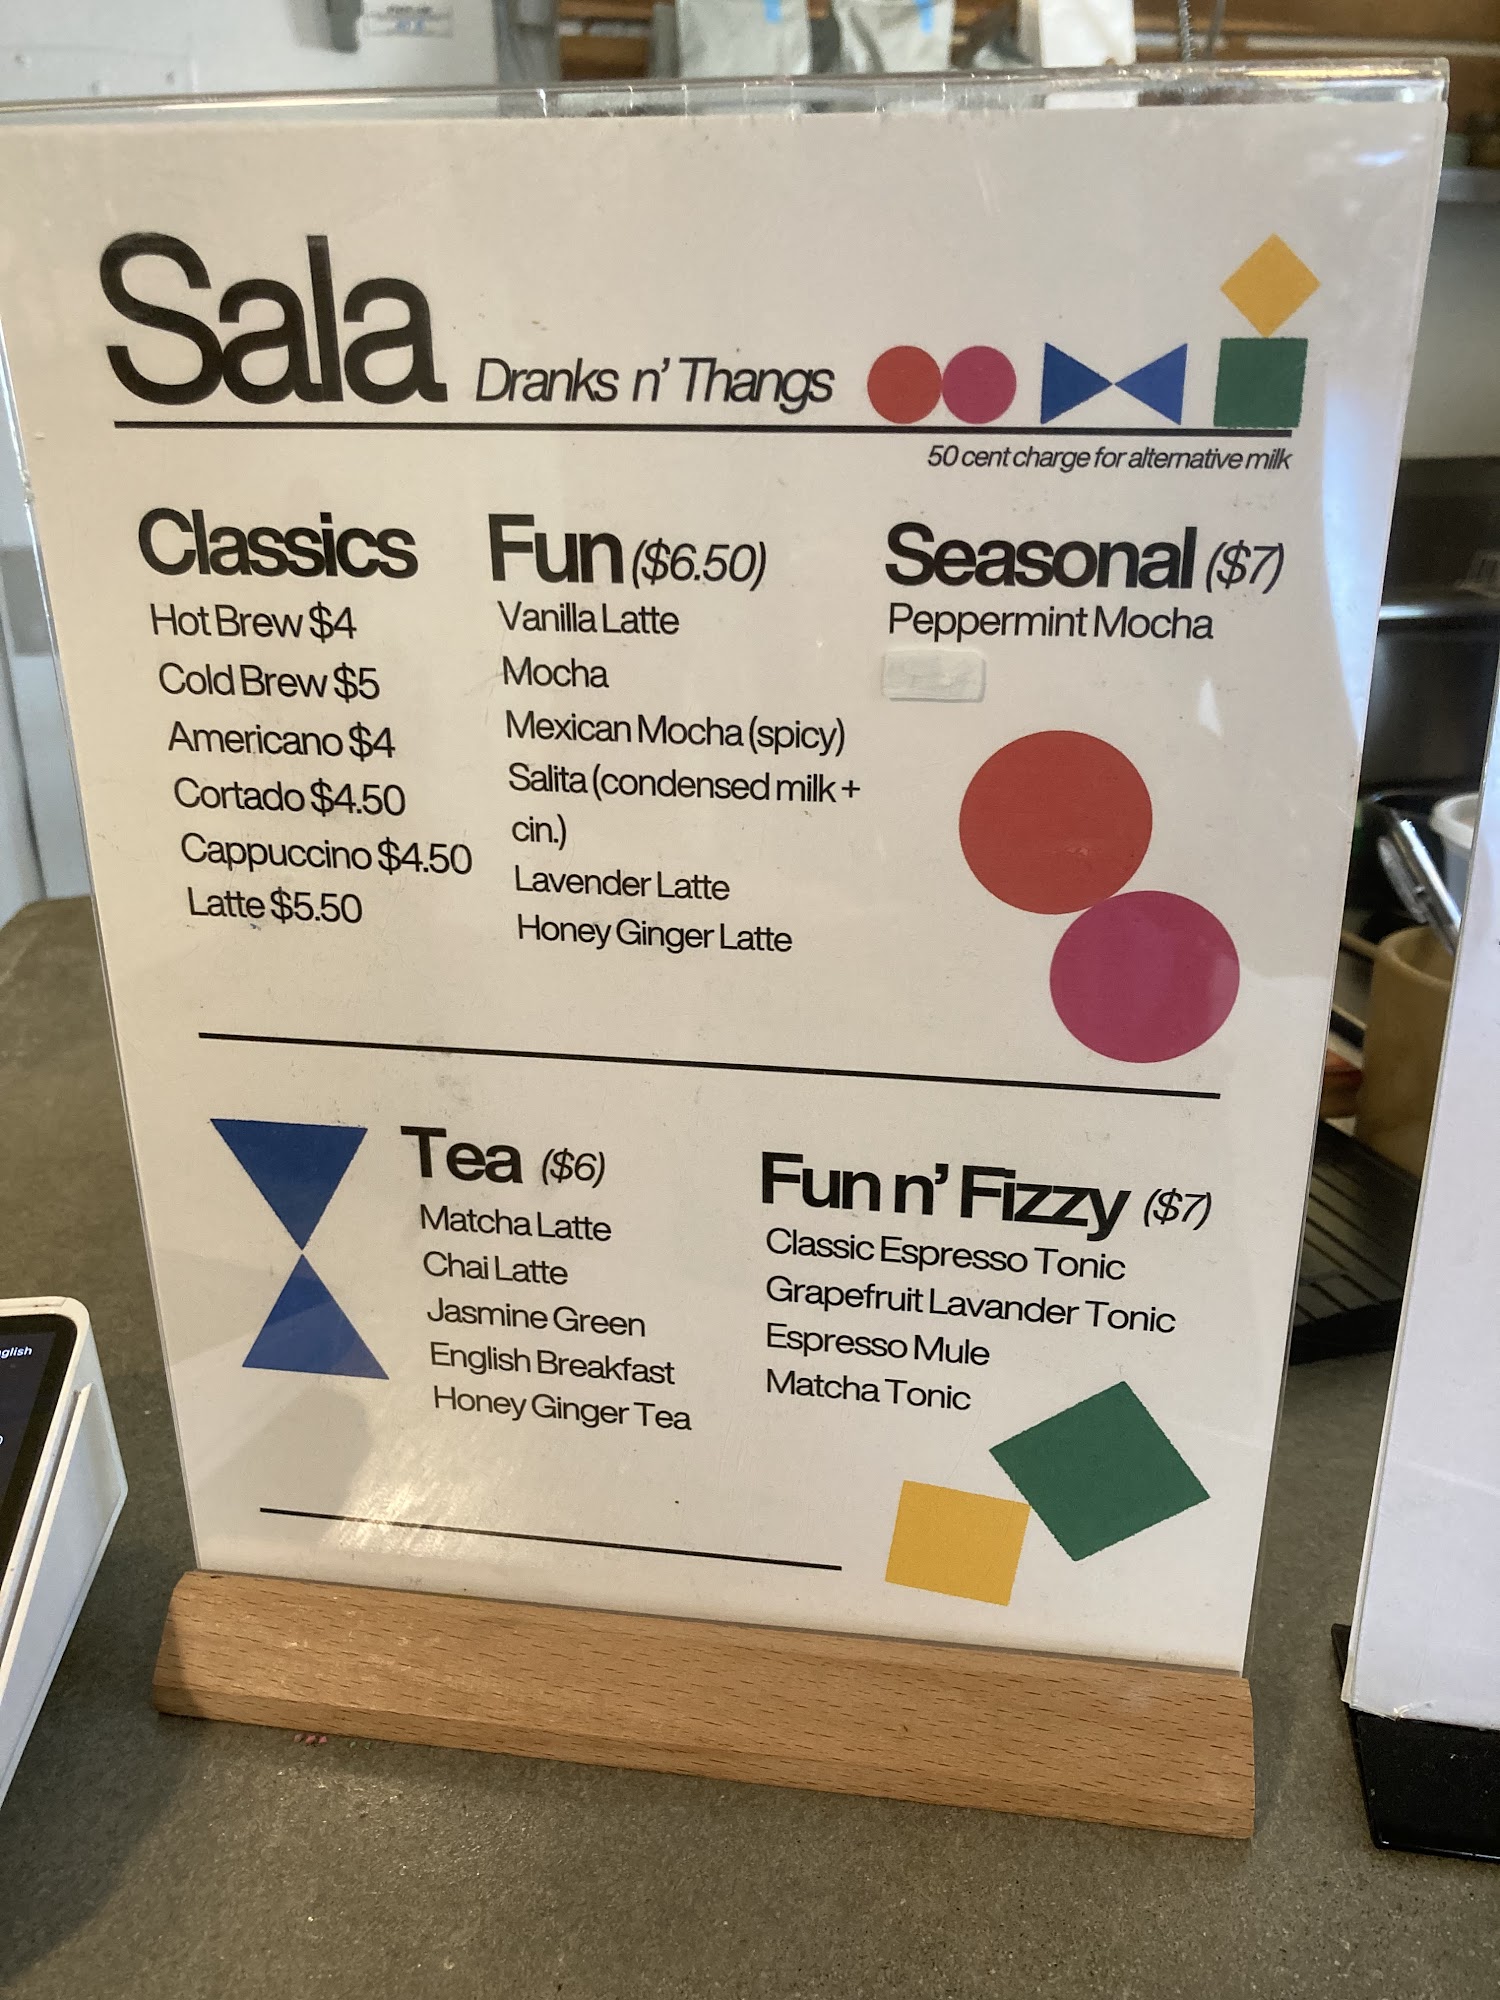 Sala Dranks n' Thangs
50 cent charge for alternative milk
Classics
Hot Brew $4
Cold Brew $5
Americano $4
Cortado $4.50
Cappuccino $4.50
Latte $5.50
Fun ($6.50)
Vanilla Latte
Mocha
Mexican Mocha (spicy)
Salita (condensed milk +
cin.)
Lavender Latte
Honey Ginger Latte
Seasonal ($7)
Peppermint Mocha
Tea ($6)
Matcha Latte
Chai Latte
Jasmine Green
English Breakfast
Honey Ginger Tea
Fun n' Fizzy ($7)
Classic Espresso Tonic
Grapefruit Lavander Tonic
Espresso Mule
Matcha Tonic